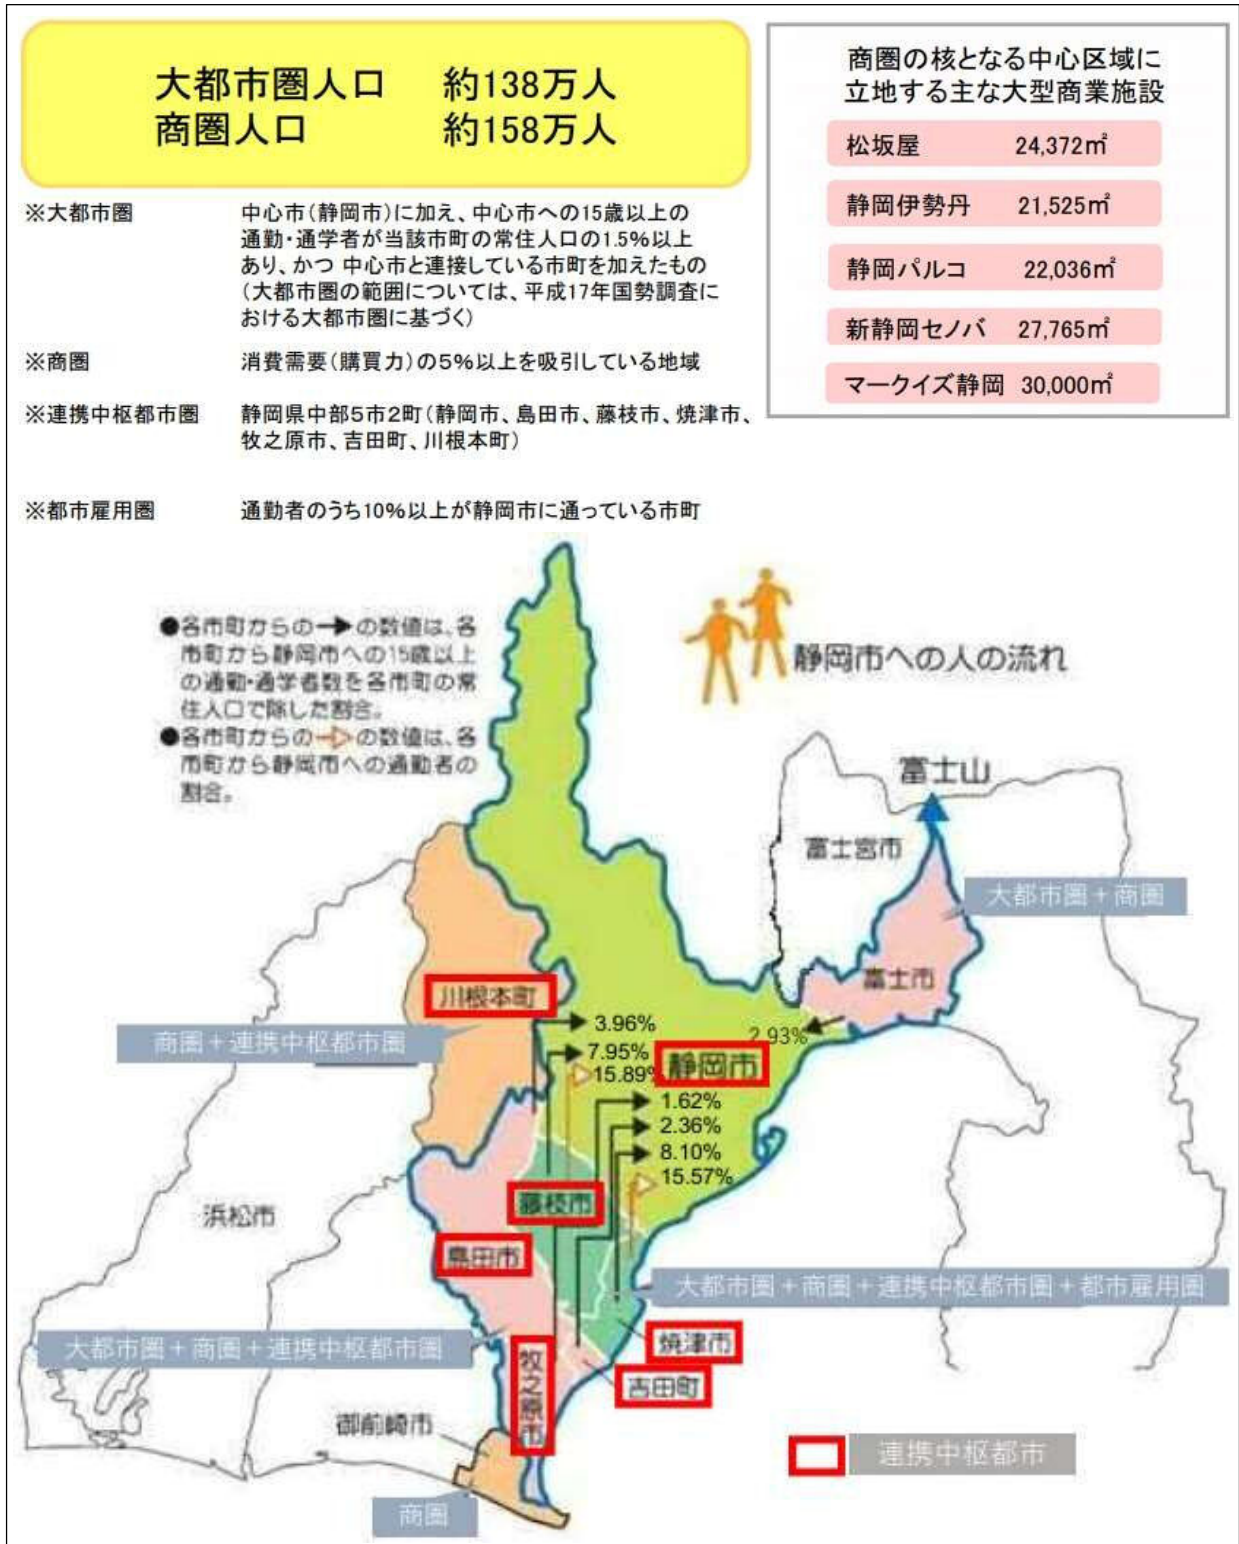 大都市圏人口 約138万人
商圏人口 約158万人
商圏の核となる中心区域に
立地する主な大型商業施設
松坂屋 24,372㎡
静岡伊勢丹 21,525㎡
静岡パルコ 22,036㎡
新静岡セノバ 27,765㎡
マークイズ静岡 30,000㎡
※大都市圏 中心市(静岡市)に加え、中心市への15歳以上の
通勤・通学者が当該市町の常住人口の1.5%以上
あり、かつ 中心市と連接している市町を加えたもの
(大都市圏の範囲については、平成17年国勢調査に
おける大都市圏に基づく)
※商圏 消費需要(購買力)の5%以上を吸引している地域
※連携中枢都市圏 静岡県中部5市2町(静岡市、島田市、藤枝市、焼津市、
牧之原市、吉田町、川根本町)
※都市雇用圏 通勤者のうち10%以上が静岡市に通っている市町
●各市町からの→の数値は、各
市町から静岡市への15歳以上
の通勤・通学者数を各市町の常
住人口で除した割合。
●各市町からの→の数値は、各
市町から静岡市への通勤者の
割合。
静岡市への人の流れ
富士山
富士宮市
大都市圏+商圏
富士市
川根本町
商圏+連携中枢都市圏
3.96%
2.93%
7.95%
静岡市
15.89%
1.62%
2.36%
8.10%
15.57%
藤枝市
浜松市
島田市
大都市圏+商圏+連携中枢都市圏+都市雇用圏
大都市圏+商圏+連携中枢都市圏
焼津市
牧之原市
吉田町
御前崎市
連携中枢都市
商圏